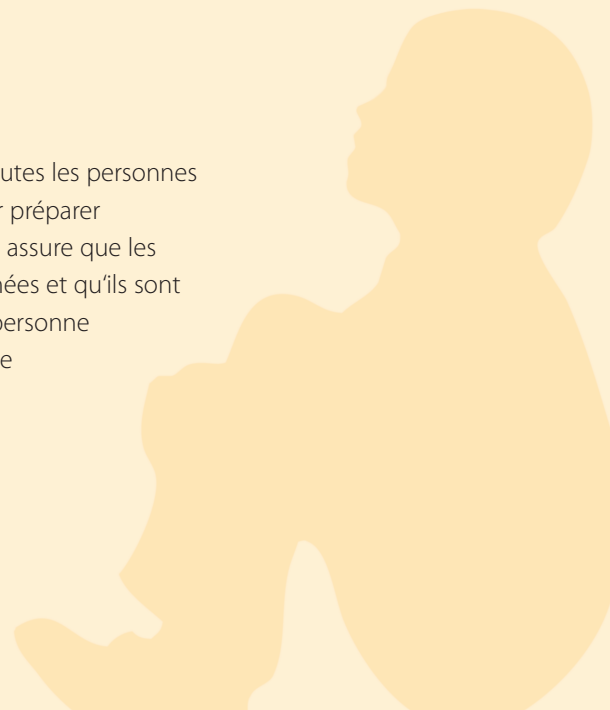 utes les personnes
r préparer
assure que les
ées et qu'ils sont
personne
e